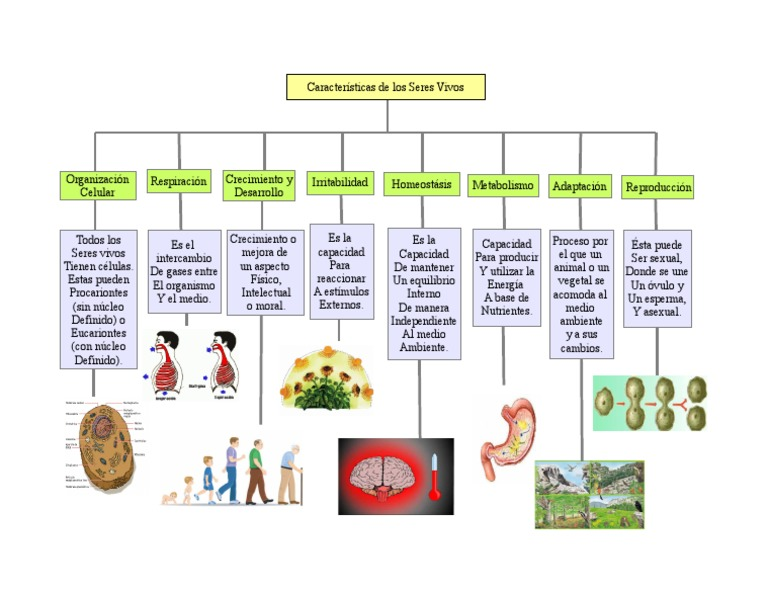 Características de los Seres Vivos
Organización
Celular
Respiración
Crecimiento y
Desarrollo
Irritabilidad
Homeostásis
Metabolismo
Adaptación
Reproducción
Todos los
Seres vivos
Tienen células.
Estas pueden
Procariontes
(sin núcleo
Definido) o
Eucariontes
(con núcleo
Definido).
Es el
intercambio
De gases entre
El organismo
Y el medio.
Crecimiento o
mejora de
un aspecto
Físico,
Intelectual
o moral.
Es la
capacidad
Para
reaccionar
A estímulos
Externos.
Es la
Capacidad
De mantener
Un equilibrio
Interno
De manera
Independiente
Al medio
Ambiente.
Capacidad
Para producir
Y utilizar la
Energía
A base de
Nutrientes.
Proceso por
el que un
animal o un
vegetal se
acomoda al
medio
ambiente
y a sus
cambios.
Ésta puede
Ser sexual,
Donde se une
Un óvulo y
Un esperma,
Y asexual.